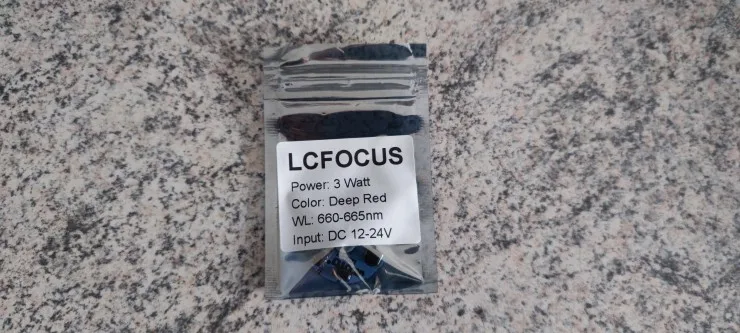 LCFOCUS
Power: 3 Watt
Color: Deep Red
WL: 660-665nm
Input: DC 12-24V